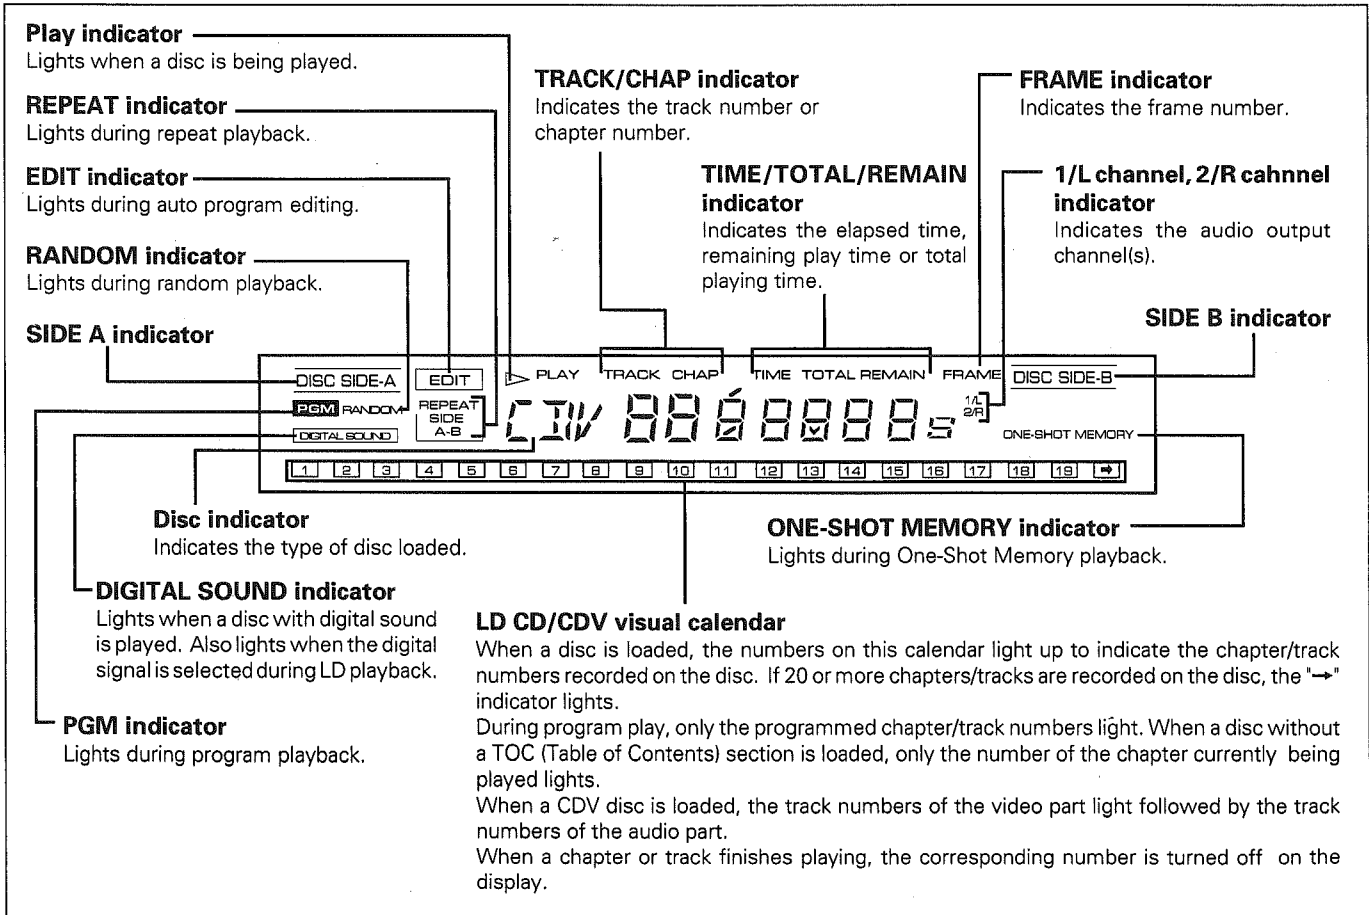 Play indicator
Lights when a disc is being played.
REPEAT indicator
Lights during repeat playback.
EDIT indicator
Lights during auto program editing.
RANDOM indicator
Lights during random playback.
SIDE A indicator
TRACK/CHAP indicator
Indicates the track number or
chapter number.
TIME/TOTAL/REMAIN
indicator
Indicates the elapsed time,
remaining play time or total
playing time.
FRAME indicator
Indicates the frame number.
1/L channel, 2/R cahnnel
indicator
Indicates the audio output
channel(s).
SIDE B indicator
DISC SIDE-A EDIT PLAY TRACK CHAP TIME TOTAL REMAIN FRAME DISC SIDE-B
PGM RANDOM REPEAT
SIDE
A-B
CDV 88 88888 s
1/L
2/R
DIGITAL SOUND
ONE-SHOT MEMORY
1 2 3 4 5 6 7 8 9 10 11 12 13 14 15 16 17 18 19 →
Disc indicator
Indicates the type of disc loaded.
ONE-SHOT MEMORY indicator
Lights during One-Shot Memory playback.
DIGITAL SOUND indicator
Lights when a disc with digital sound
is played. Also lights when the digital
signal is selected during LD playback.
PGM indicator
Lights during program playback.
LD CD/CDV visual calendar
When a disc is loaded, the numbers on this calendar light up to indicate the chapter/track
numbers recorded on the disc. If 20 or more chapters/tracks are recorded on the disc, the "→"
indicator lights.
During program play, only the programmed chapter/track numbers light. When a disc without
a TOC (Table of Contents) section is loaded, only the number of the chapter currently being
played lights.
When a CDV disc is loaded, the track numbers of the video part light followed by the track
numbers of the audio part.
When a chapter or track finishes playing, the corresponding number is turned off on the
display.